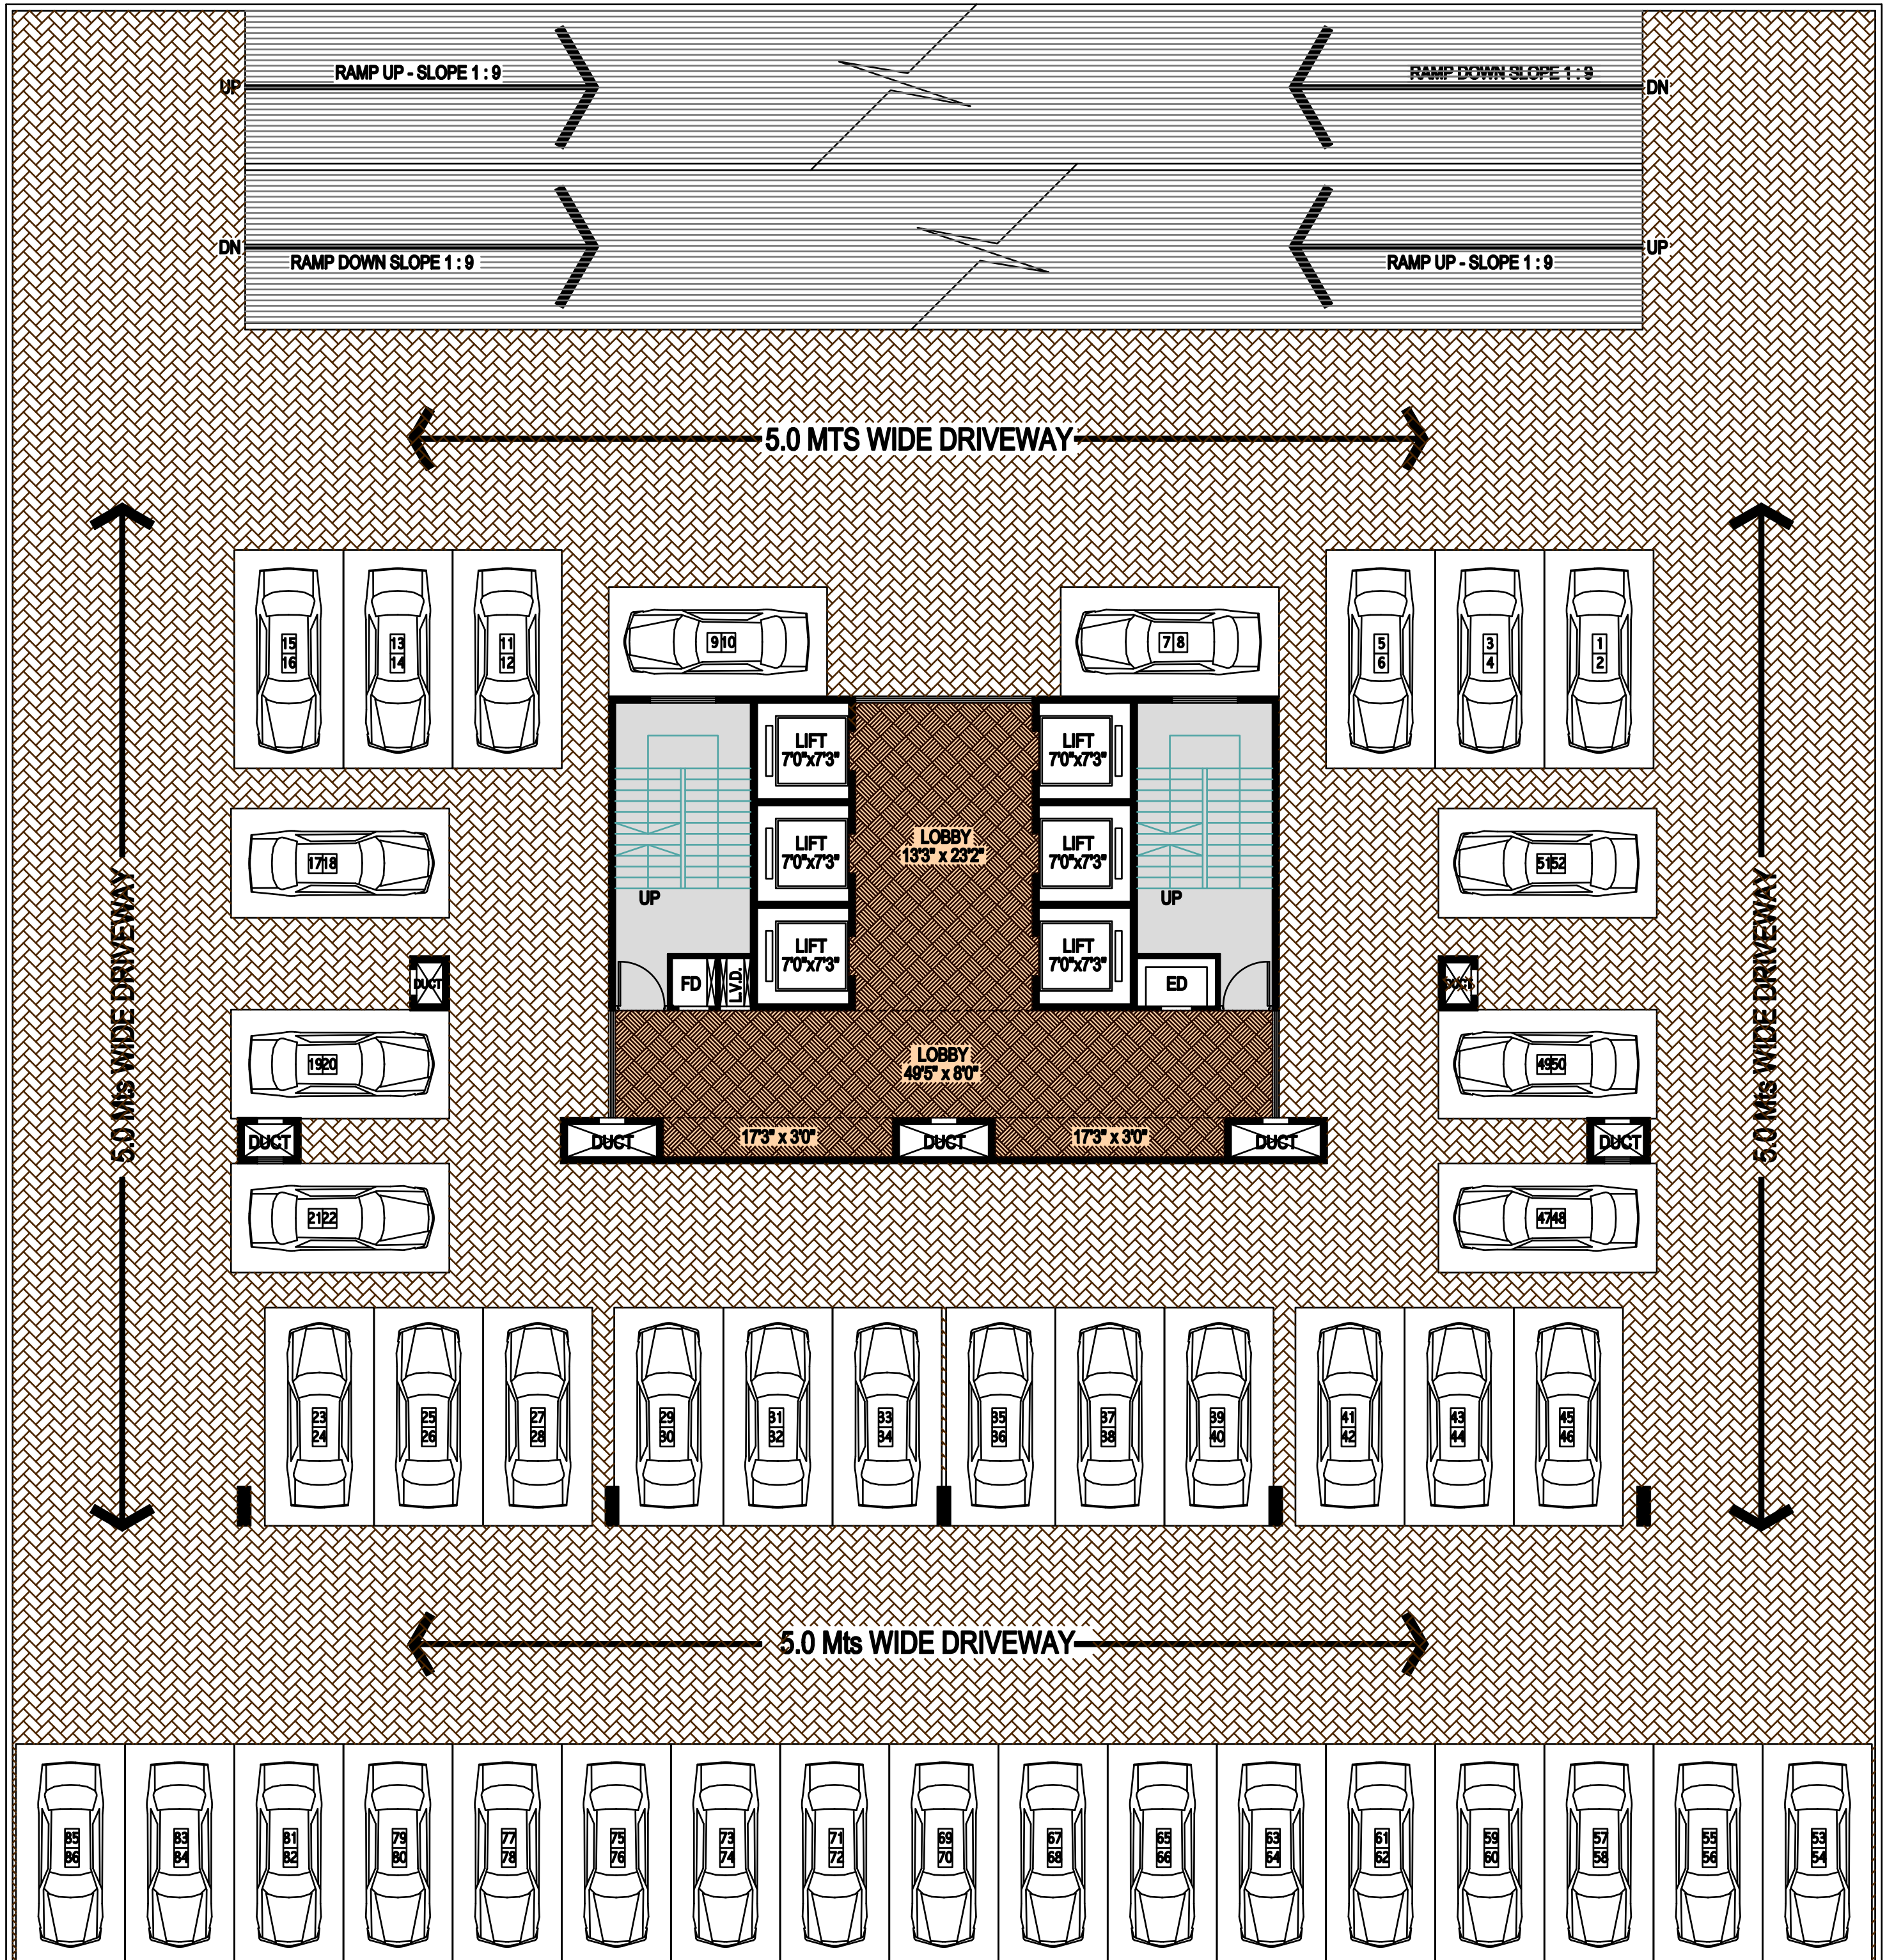 RAMP UP - SLOPE 1 : 9
RAMP DOWN SLOPE 1 : 9
UP
DN
DN
UP
RAMP DOWN SLOPE 1 : 9
RAMP UP - SLOPE 1 : 9
5.0 MTS WIDE DRIVEWAY
15
16
13
14
11
12
9 10
7 8
5
6
3
4
1
2
LIFT
7'0"x7'3"
LIFT
7'0"x7'3"
LOBBY
13'3" x 23'2"
LIFT
7'0"x7'3"
LIFT
7'0"x7'3"
17 18
51 52
UP
UP
5.0 Mts WIDE DRIVEWAY
5.0 Mts WIDE DRIVEWAY
LIFT
7'0"x7'3"
LIFT
7'0"x7'3"
DUCT
FD
L.V.D.
ED
DUCT
19 20
LOBBY
49'5" x 8'0"
49 50
DUCT
DUCT
17'3" x 3'0"
DUCT
17'3" x 3'0"
DUCT
DUCT
21 22
47 48
23
24
25
26
27
28
29
30
31
32
33
34
35
36
37
38
39
40
41
42
43
44
45
46
5.0 Mts WIDE DRIVEWAY
85
86
83
84
81
82
79
80
77
78
75
76
73
74
71
72
69
70
67
68
65
66
63
64
61
62
59
60
57
58
55
56
53
54